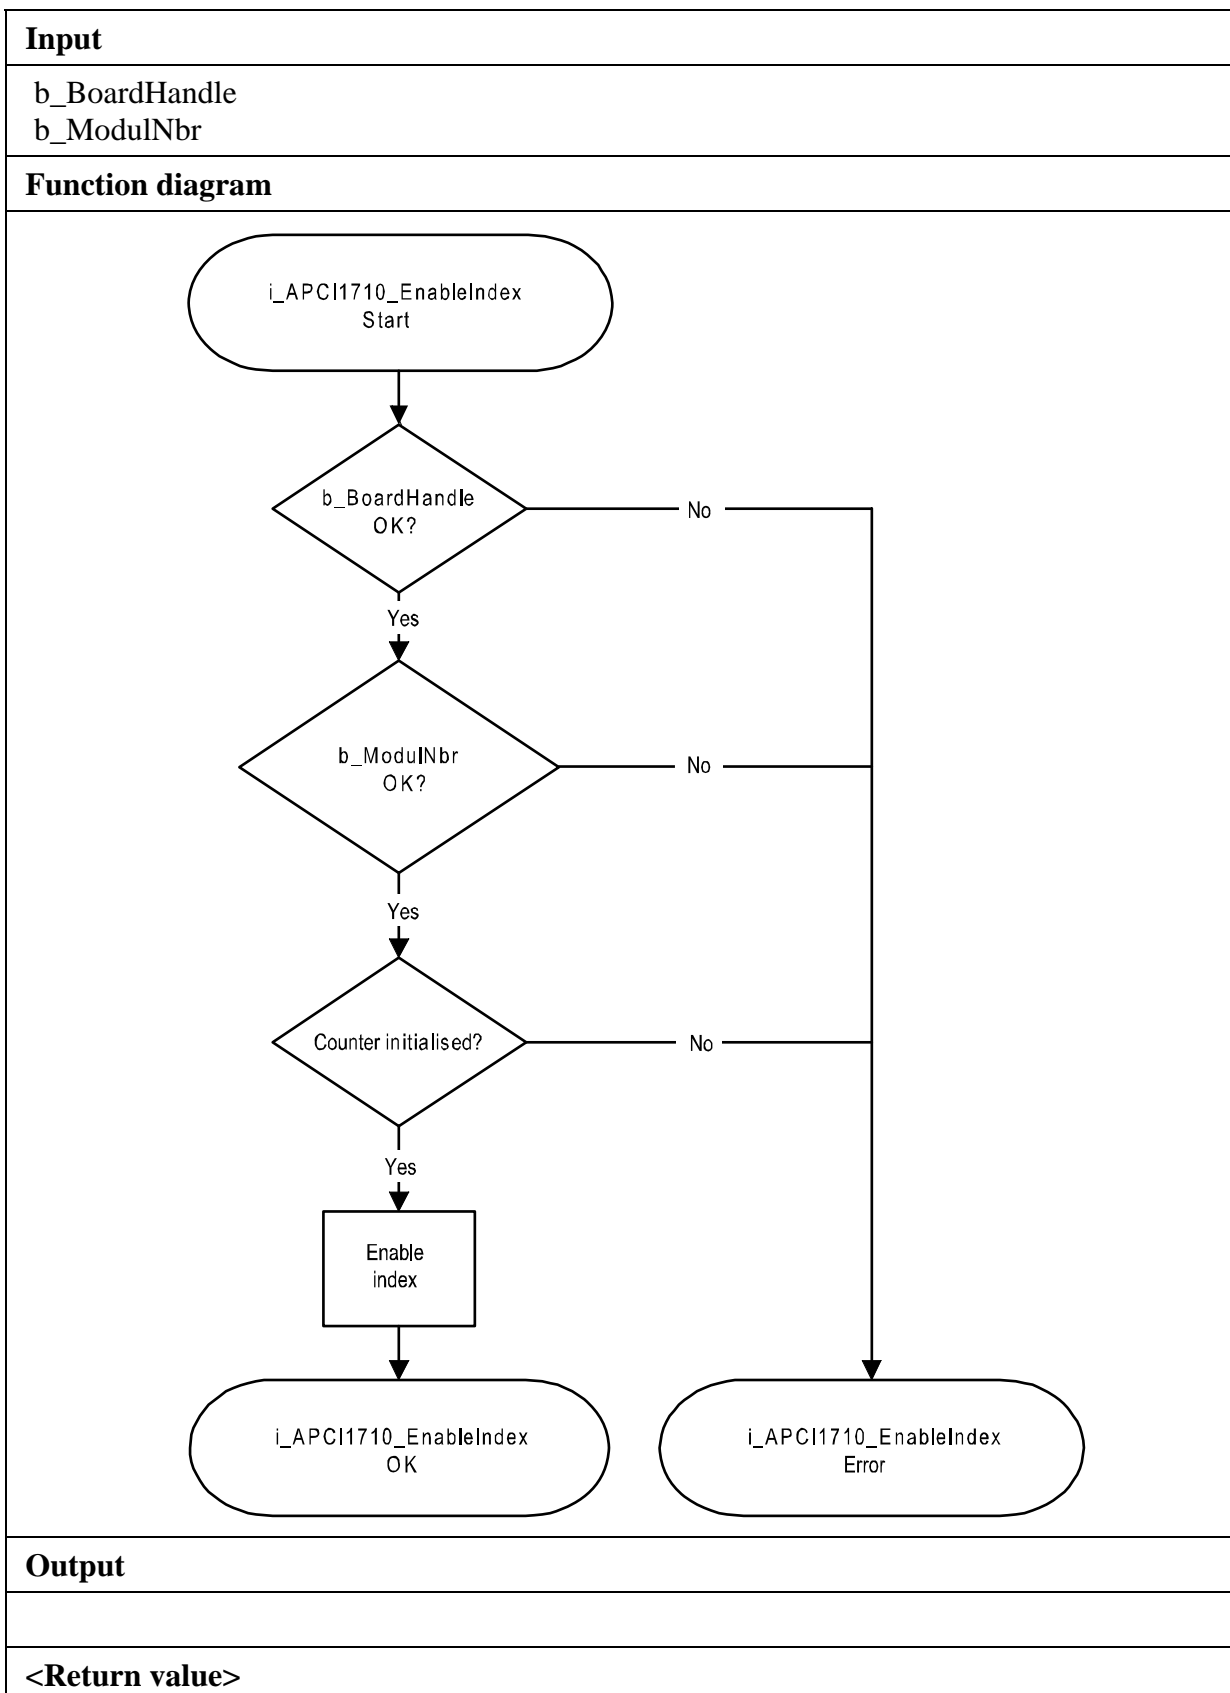 Input
b_BoardHandle
b_ModulNbr
Function diagram
i_APCI1710_EnableIndex
Start
b_BoardHandle
OK?
No
Yes
b_ModulNbr
OK?
No
Yes
Counter initialised?
No
Yes
Enable
index
i_APCI1710_EnableIndex
OK
i_APCI1710_EnableIndex
Error
Output
<Return value>